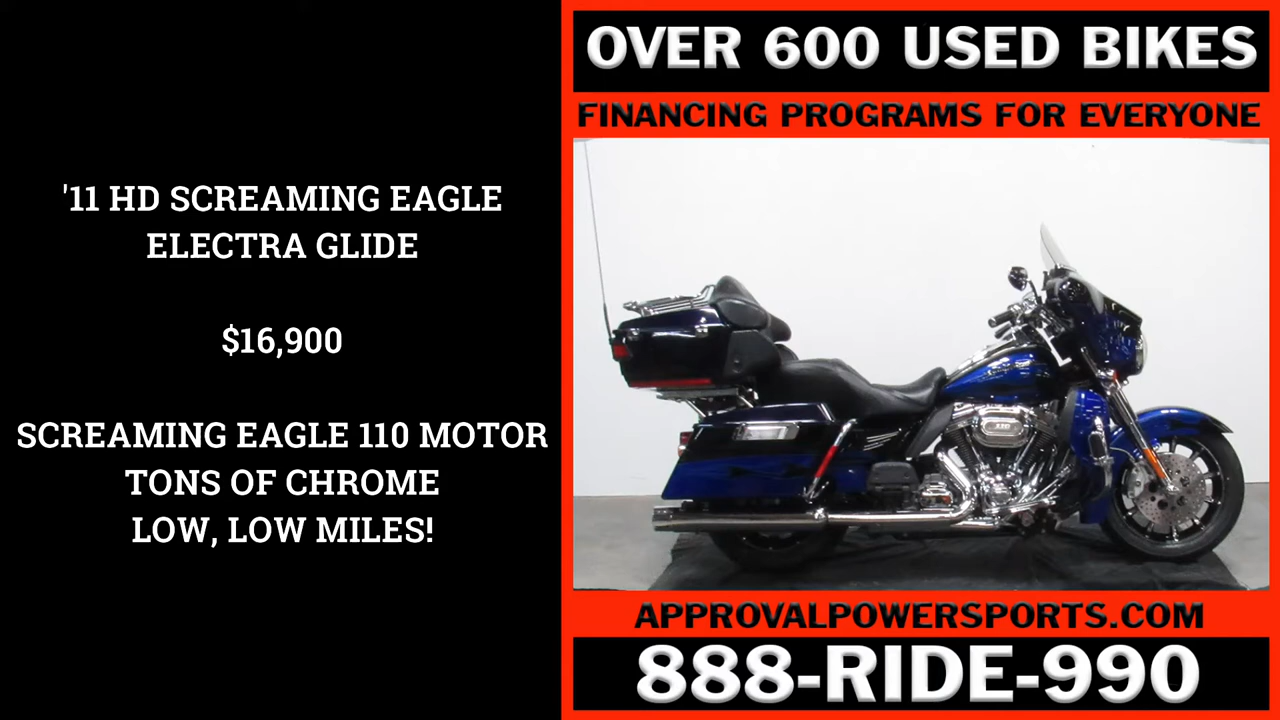 '11 HD SCREAMING EAGLE
ELECTRA GLIDE
$16,900
SCREAMING EAGLE 110 MOTOR
TONS OF CHROME
LOW, LOW MILES!
OVER 600 USED BIKES
FINANCING PROGRAMS FOR EVERYONE
APPROVALPOWERSPORTS.COM
888-RIDE-990